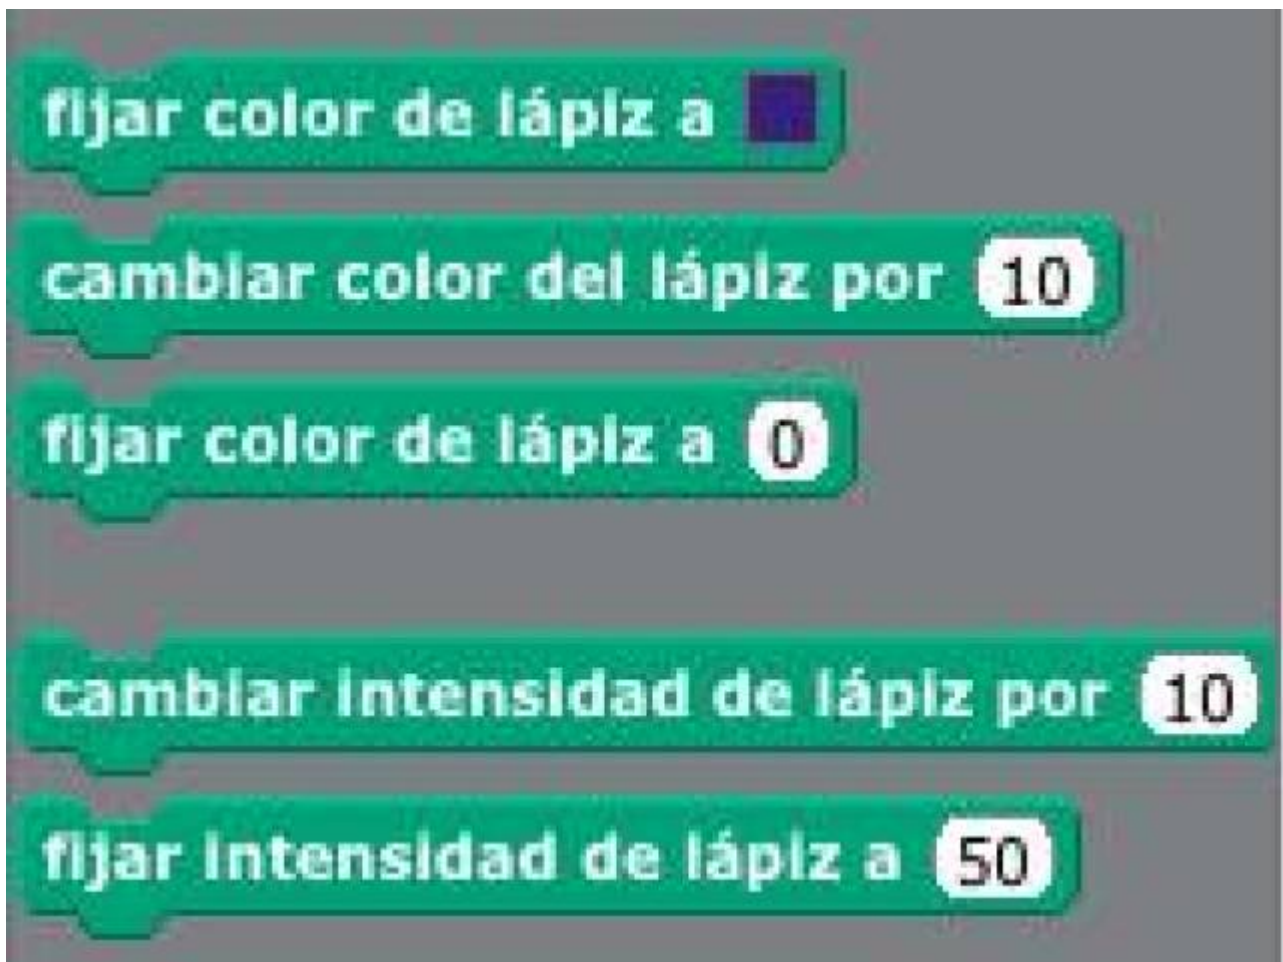 fijar color de lápiz a
cambiar color del lápiz por 10
fijar color de lápiz a 0
cambiar intensidad de lápiz por 10
fijar intensidad de lápiz a 50